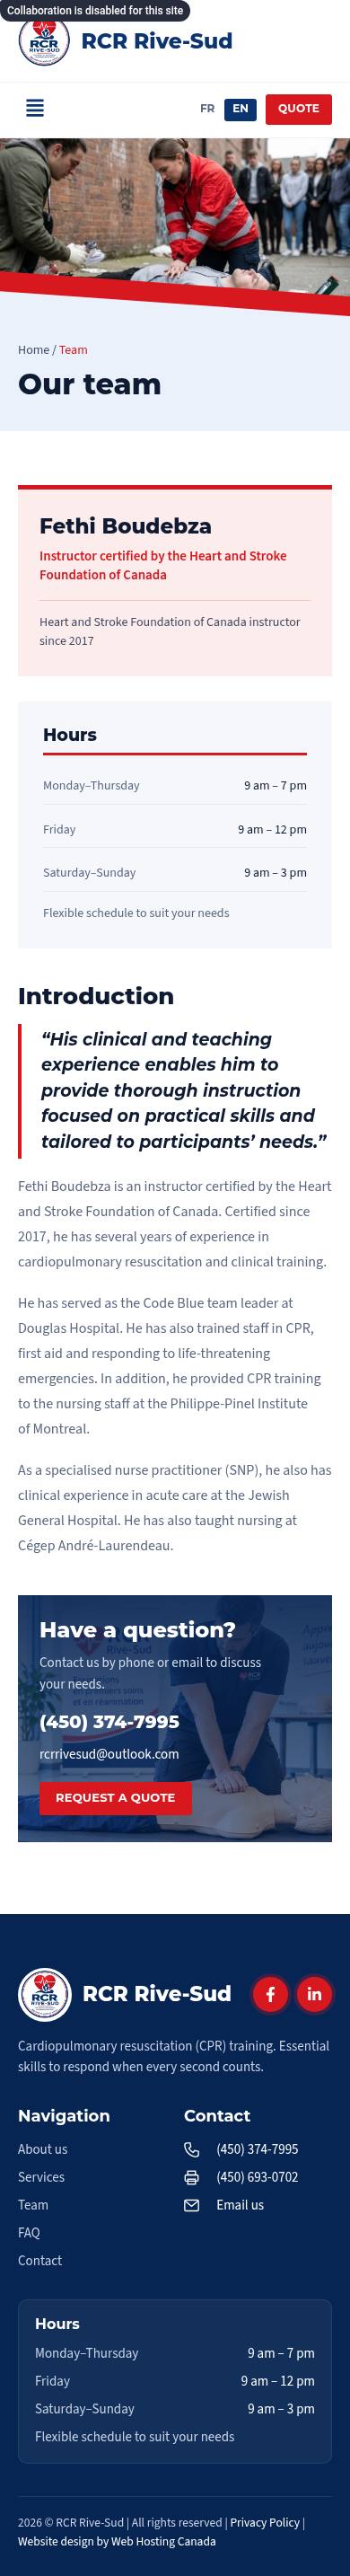 Collaboration is disabled for this site
RCR Rive-Sud
FR EN QUOTE
Home / Team
Our team
Fethi Boudebza
Instructor certified by the Heart and Stroke
Foundation of Canada
Heart and Stroke Foundation of Canada instructor
since 2017
Hours
Monday–Thursday 9 am – 7 pm
Friday 9 am – 12 pm
Saturday–Sunday 9 am – 3 pm
Flexible schedule to suit your needs
Introduction
“His clinical and teaching
experience enables him to
provide thorough instruction
focused on practical skills and
tailored to participants’ needs.”
Fethi Boudebza is an instructor certified by the Heart
and Stroke Foundation of Canada. Certified since
2017, he has several years of experience in
cardiopulmonary resuscitation and clinical training.
He has served as the Code Blue team leader at
Douglas Hospital. He has also trained staff in CPR,
first aid and responding to life-threatening
emergencies. In addition, he provided CPR training
to the nursing staff at the Philippe-Pinel Institute
of Montreal.
As a specialised nurse practitioner (SNP), he also has
clinical experience in acute care at the Jewish
General Hospital. He has also taught nursing at
Cégep André-Laurendeau.
Have a question?
Contact us by phone or email to discuss
your needs.
(450) 374-7995
rcrrivesud@outlook.com
REQUEST A QUOTE
RCR Rive-Sud
Cardiopulmonary resuscitation (CPR) training. Essential
skills to respond when every second counts.
Navigation
About us
Services
Team
FAQ
Contact
Contact
(450) 374-7995
(450) 693-0702
Email us
Hours
Monday–Thursday 9 am – 7 pm
Friday 9 am – 12 pm
Saturday–Sunday 9 am – 3 pm
Flexible schedule to suit your needs
2026 © RCR Rive-Sud | All rights reserved | Privacy Policy |
Website design by Web Hosting Canada